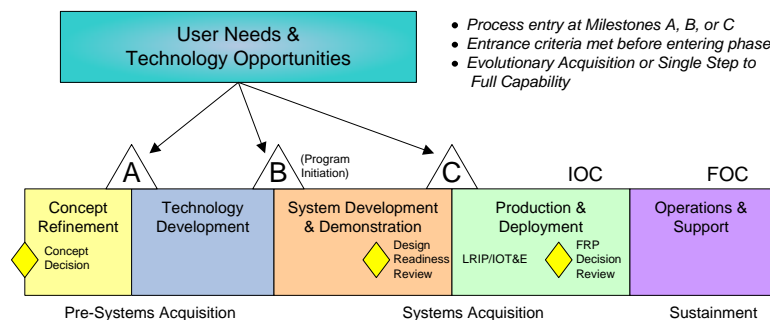 User Needs &
Technology Opportunities
• Process entry at Milestones A, B, or C
• Entrance criteria met before entering phase
• Evolutionary Acquisition or Single Step to
Full Capability
A
B
(Program
Initiation)
C
IOC
FOC
Concept
Refinement
Technology
Development
System Development
& Demonstration
Production &
Deployment
Operations &
Support
Concept
Decision
Design
Readiness
Review
LRIP/IOT&E
FRP
Decision
Review
Pre-Systems Acquisition
Systems Acquisition
Sustainment